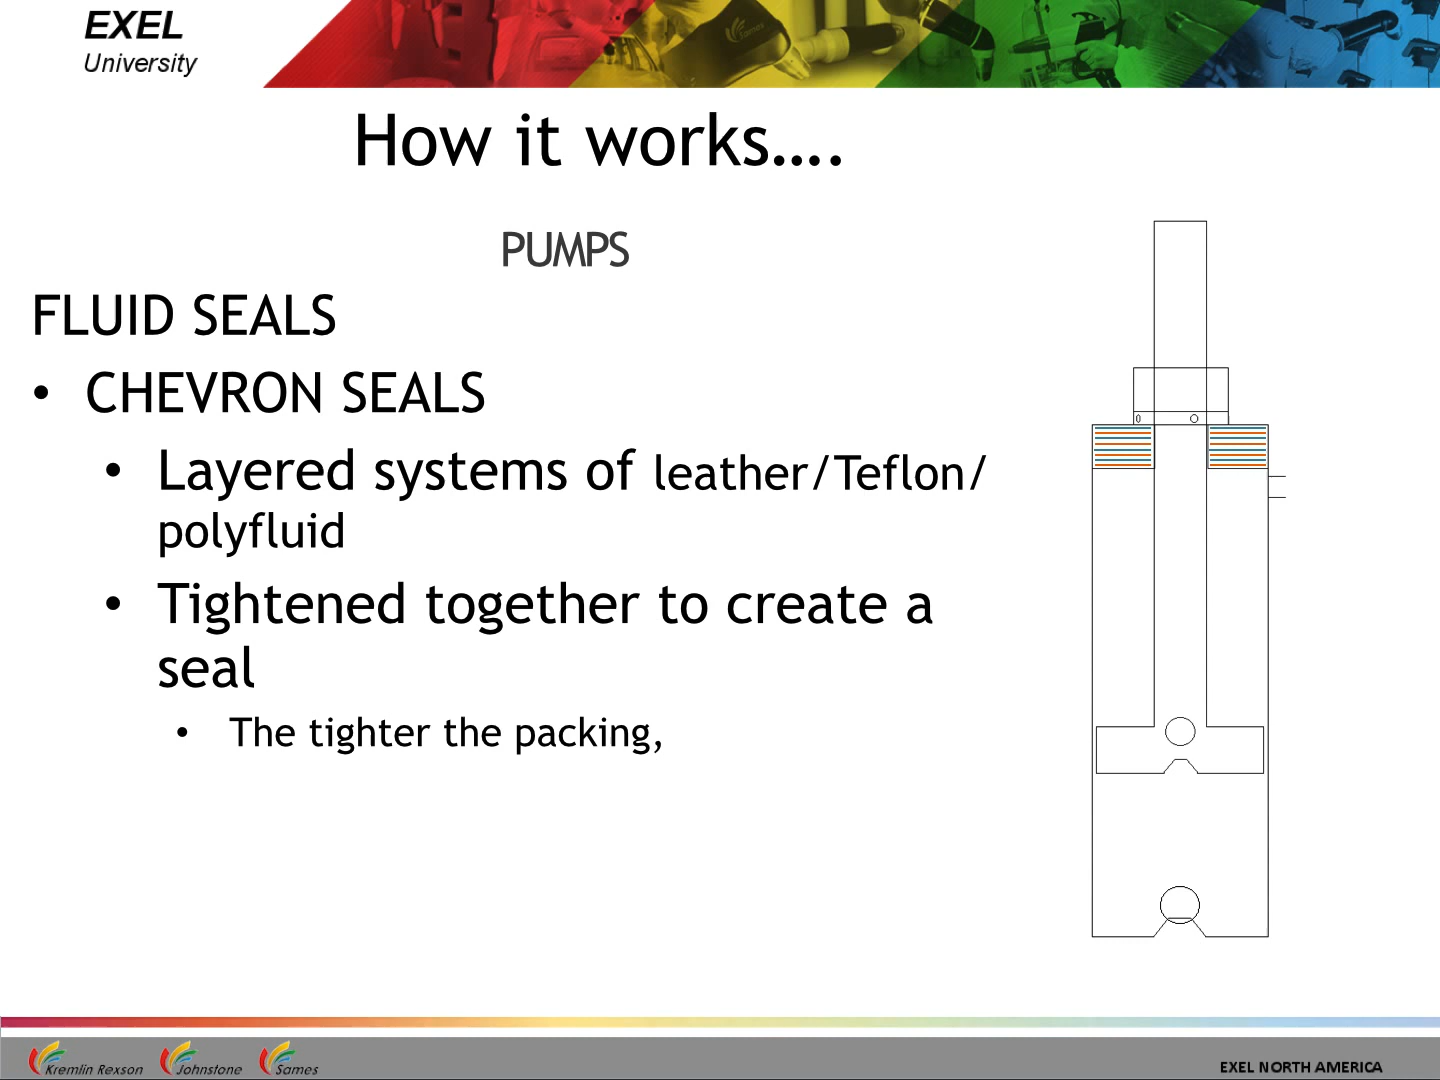 EXEL
University
Sames
How it works....
PUMPS
FLUID SEALS
• CHEVRON SEALS
• Layered systems of leather/Teflon/
polyfluid
• Tightened together to create a
seal
• The tighter the packing,
Kremlin Rexson
Johnstone
Sames
EXEL NORTH AMERICA